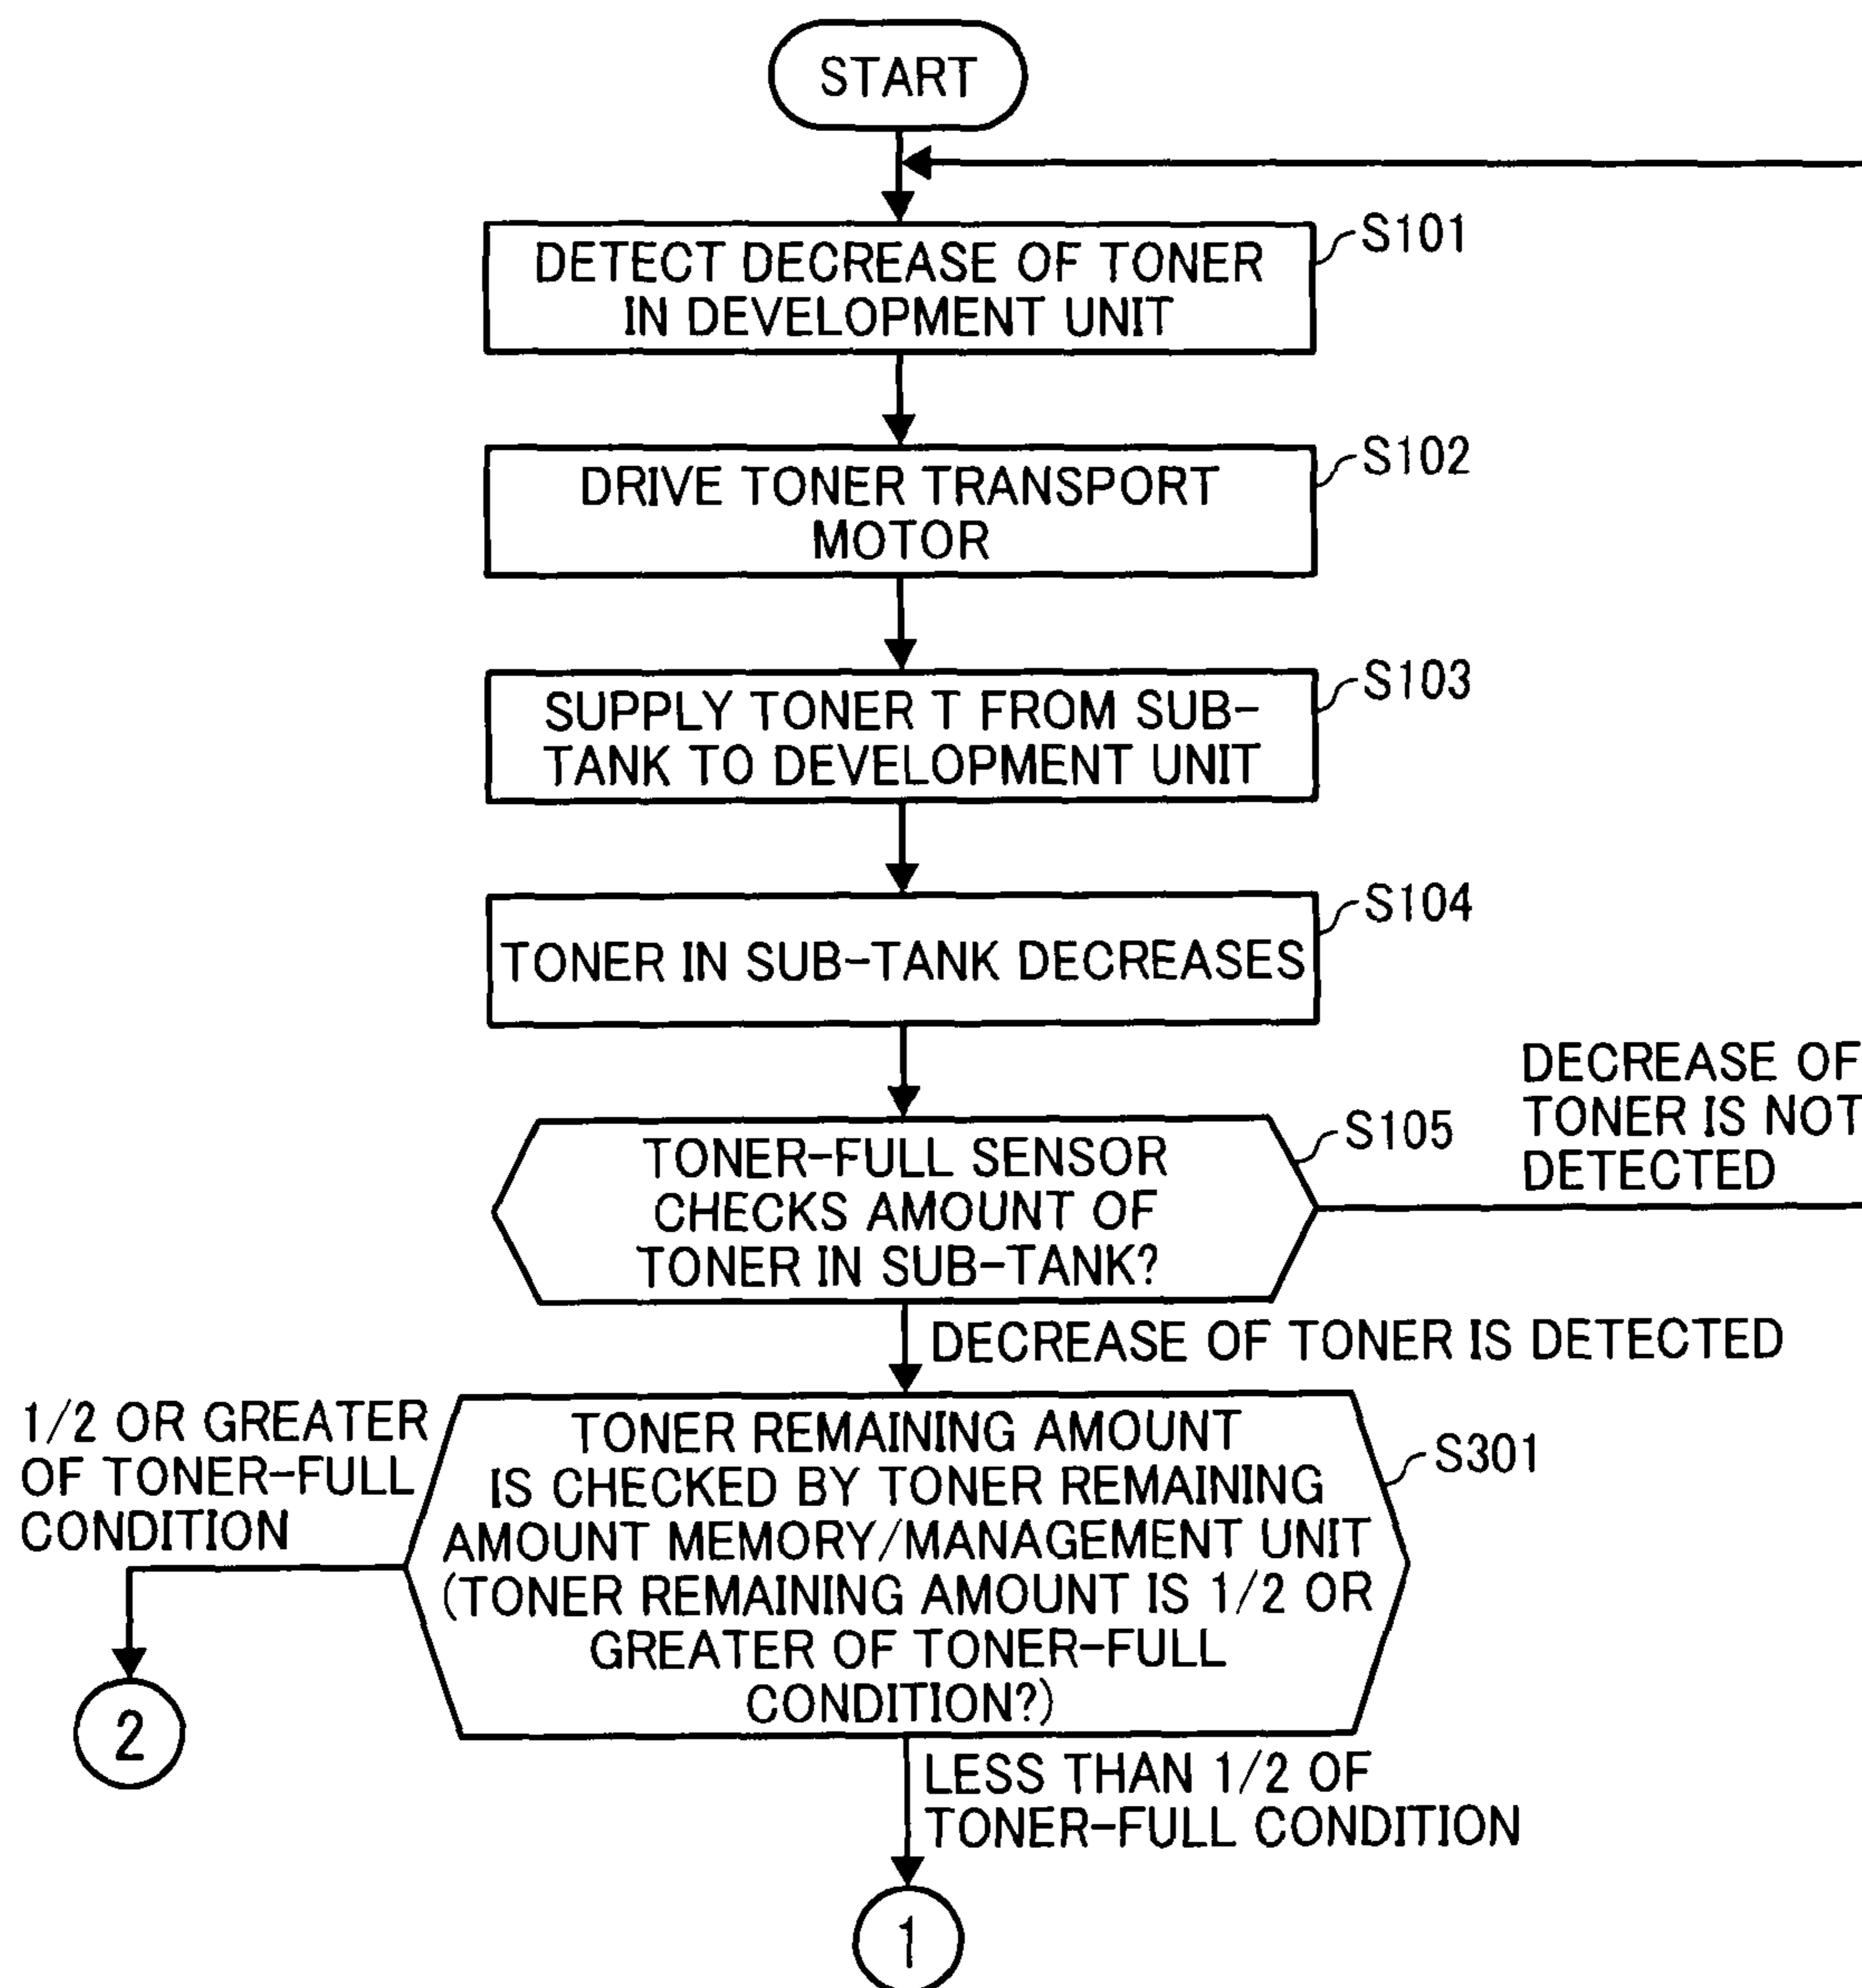 START
S101
DETECT DECREASE OF TONER
IN DEVELOPMENT UNIT
S102
DRIVE TONER TRANSPORT
MOTOR
S103
SUPPLY TONER T FROM SUB-
TANK TO DEVELOPMENT UNIT
S104
TONER IN SUB-TANK DECREASES
DECREASE OF
TONER IS NOT
DETECTED
S105
TONER-FULL SENSOR
CHECKS AMOUNT OF
TONER IN SUB-TANK?
DECREASE OF TONER IS DETECTED
1/2 OR GREATER
OF TONER-FULL
CONDITION
S301
TONER REMAINING AMOUNT
IS CHECKED BY TONER REMAINING
AMOUNT MEMORY/MANAGEMENT UNIT
(TONER REMAINING AMOUNT IS 1/2 OR
GREATER OF TONER-FULL
CONDITION?)
2
LESS THAN 1/2 OF
TONER-FULL CONDITION
1